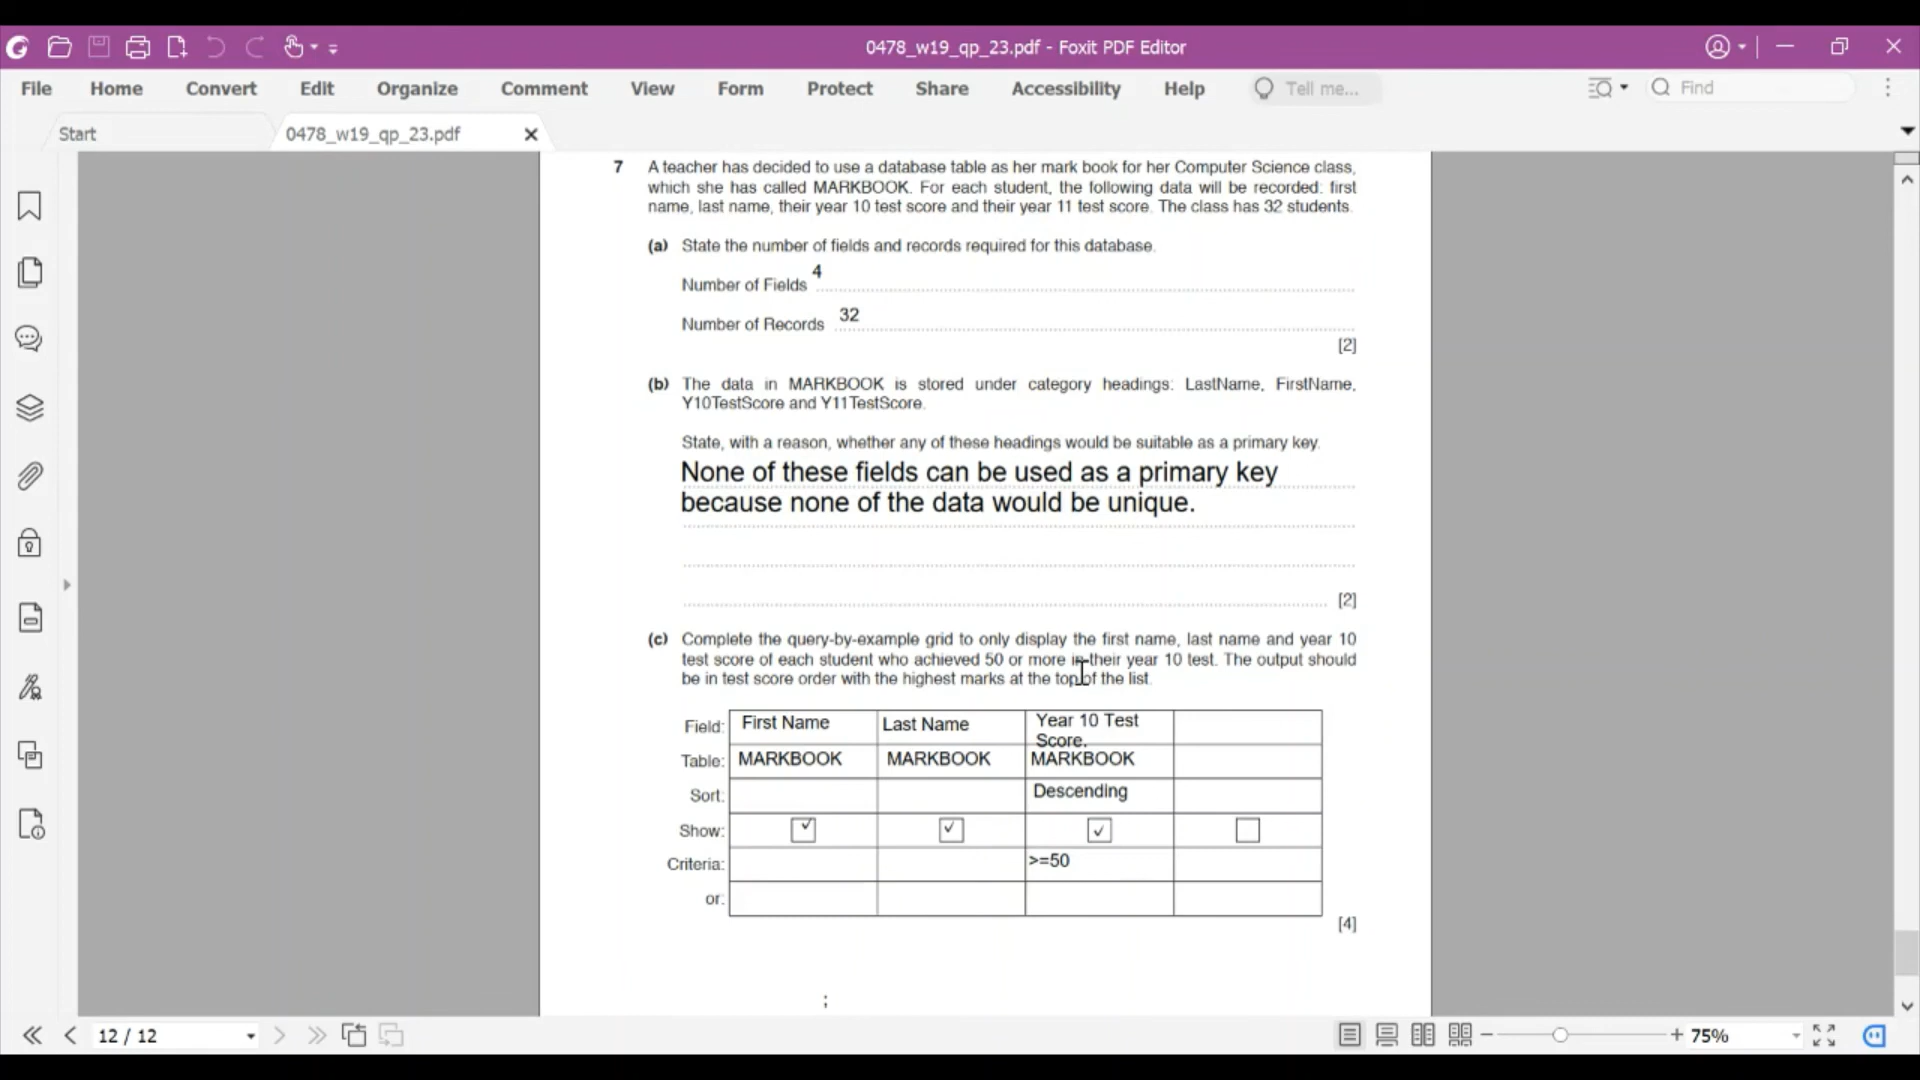 0478_w19_qp_23.pdf - Foxit PDF Editor
File Home Convert Edit Organize Comment View Form Protect Share Accessibility Help Tell me... Find
Start 0478_w19_qp_23.pdf
7 A teacher has decided to use a database table as her mark book for her Computer Science class,
which she has called MARKBOOK. For each student, the following data will be recorded: first
name, last name, their year 10 test score and their year 11 test score. The class has 32 students.
(a) State the number of fields and records required for this database.
Number of Fields 4
Number of Records 32
[2]
(b) The data in MARKBOOK is stored under category headings: LastName, FirstName,
Y10TestScore and Y11TestScore.
State, with a reason, whether any of these headings would be suitable as a primary key.
None of these fields can be used as a primary key
because none of the data would be unique.
[2]
(c) Complete the query-by-example grid to only display the first name, last name and year 10
test score of each student who achieved 50 or more in their year 10 test. The output should
be in test score order with the highest marks at the top of the list.
Field: First Name Last Name Year 10 Test
Score.
Table: MARKBOOK MARKBOOK MARKBOOK
Sort: Descending
Show:
Criteria: >=50
or:
[4]
;
12 / 12 75%